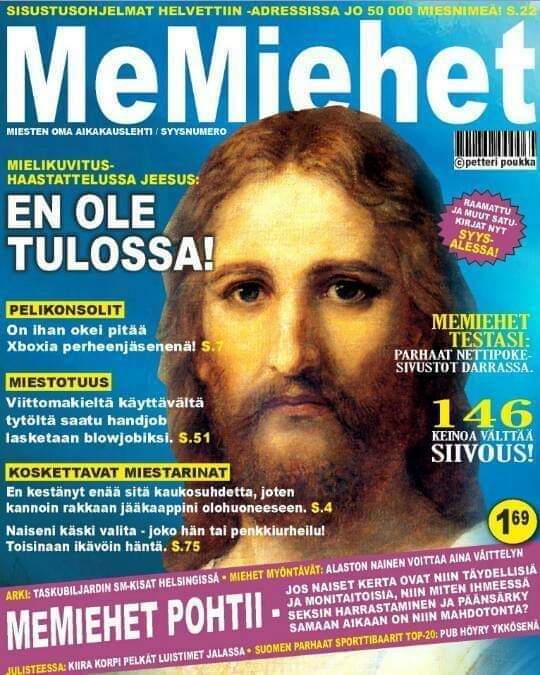 SISUSTUSOHJELMAT HELVETTIIN -ADRESSISSA JO 50 000 MIESNIMEÄ! S.22
MeMiehet
MIESTEN OMA AIKAKAUSLEHTI / SYYSNUMERO
©petteri poukka
MIELIKUVITUS-
HAASTATTELUSSA JEESUS:
EN OLE
TULOSSA!
RAAMATTU
JA MUUT SATU-
KIRJAT NYT
SYYS-
ALESSA!
PELIKONSOLIT
On ihan okei pitää
Xboxia perheenjäsenenä! S.7
MEMIEHET
TESTASI:
PARHAAT NETTIPOKE-
SIVUSTOT DARRASSA.
MIESTOTUUS
Viittomakieltä käyttävältä
tytöltä saatu handjob
lasketaan blowjobiksi. S.51
146
KEINOA VÄLTTÄÄ
SIIVOUS!
KOSKETTAVAT MIESTARINAT
En kestänyt enää sitä kaukosuhdetta, joten
kannoin rakkaan jääkaappini olohuoneeseen. S.4
Naiseni käski valita - joko hän tai penkkiurheilu!
Toisinaan ikävöin häntä. S.75
1 69
ARKI: TASKUBILJARDIN SM-KISAT HELSINGISSÄ • MIEHET MYÖNTÄVÄT: ALASTON NAINEN VOITTAA AINA VÄITTELYN
MEMIEHET POHTII -
JOS NAISET KERTA OVAT NIIN TÄYDELLISIÄ
JA MONITAITOISIA, NIIN MITEN IHMEESSÄ
SEKSIN HARRASTAMINEN JA PÄÄNSÄRKY
SAMAAN AIKAAN ON NIIN MAHDOTONTA?
JULISTEESSA: KIIRA KORPI PELKÄT LUISTIMET JALASSA • SUOMEN PARHAAT SPORTTIBAARIT TOP-20: PUB HÖYRY YKKÖSENÄ